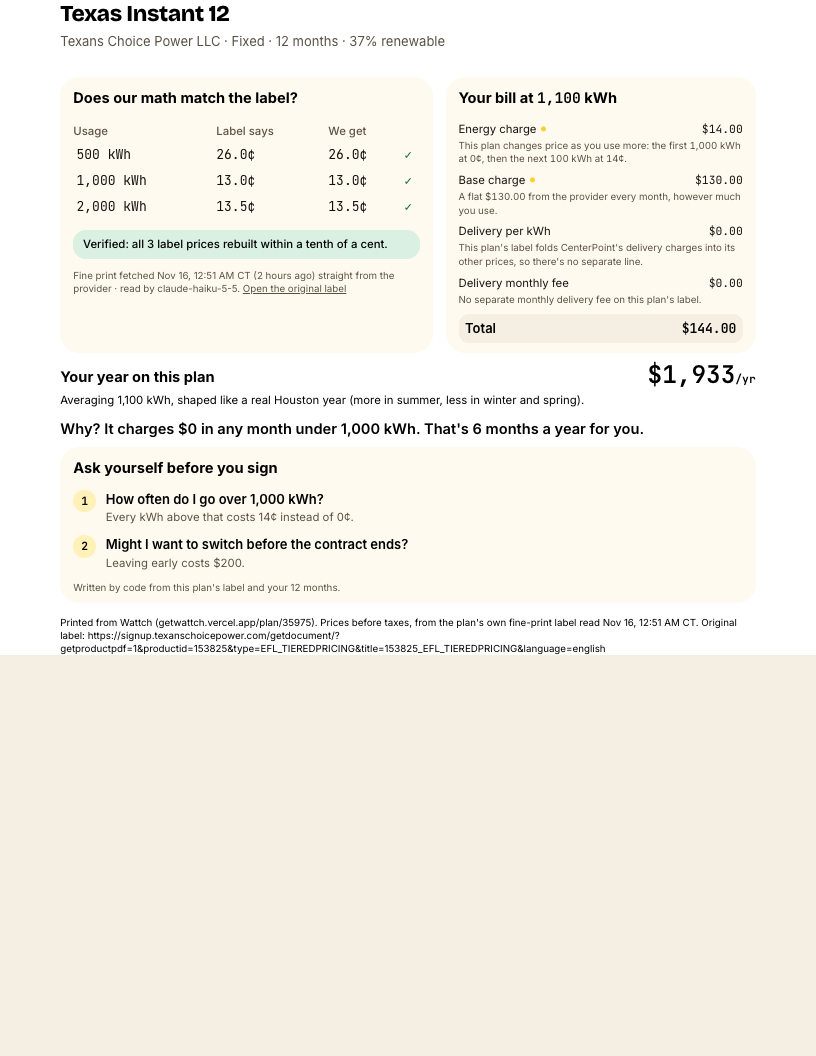 Texas Instant 12
Texans Choice Power LLC · Fixed · 12 months · 37% renewable
Does our math match the label?
Usage Label says We get
500 kWh 26.0¢ 26.0¢ ✓
1,000 kWh 13.0¢ 13.0¢ ✓
2,000 kWh 13.5¢ 13.5¢ ✓
Verified: all 3 label prices rebuilt within a tenth of a cent.
Fine print fetched Nov 16, 12:51 AM CT (2 hours ago) straight from the
provider · read by claude-haiku-5-5. Open the original label
Your bill at 1,100 kWh
Energy charge $14.00
This plan changes price as you use more: the first 1,000 kWh
at 0¢, then the next 100 kWh at 14¢.
Base charge $130.00
A flat $130.00 from the provider every month, however much
you use.
Delivery per kWh $0.00
This plan's label folds CenterPoint's delivery charges into its
other prices, so there's no separate line.
Delivery monthly fee $0.00
No separate monthly delivery fee on this plan's label.
Total $144.00
Your year on this plan $1,933/yr
Averaging 1,100 kWh, shaped like a real Houston year (more in summer, less in winter and spring).
Why? It charges $0 in any month under 1,000 kWh. That's 6 months a year for you.
Ask yourself before you sign
1 How often do I go over 1,000 kWh?
Every kWh above that costs 14¢ instead of 0¢.
2 Might I want to switch before the contract ends?
Leaving early costs $200.
Written by code from this plan's label and your 12 months.
Printed from Wattch (getwattch.vercel.app/plan/35975). Prices before taxes, from the plan's own fine-print label read Nov 16, 12:51 AM CT. Original
label: https://signup.texanschoicepower.com/getdocument/?
getproductpdf=1&productid=153825&type=EFL_TIEREDPRICING&title=153825_EFL_TIEREDPRICING&language=english